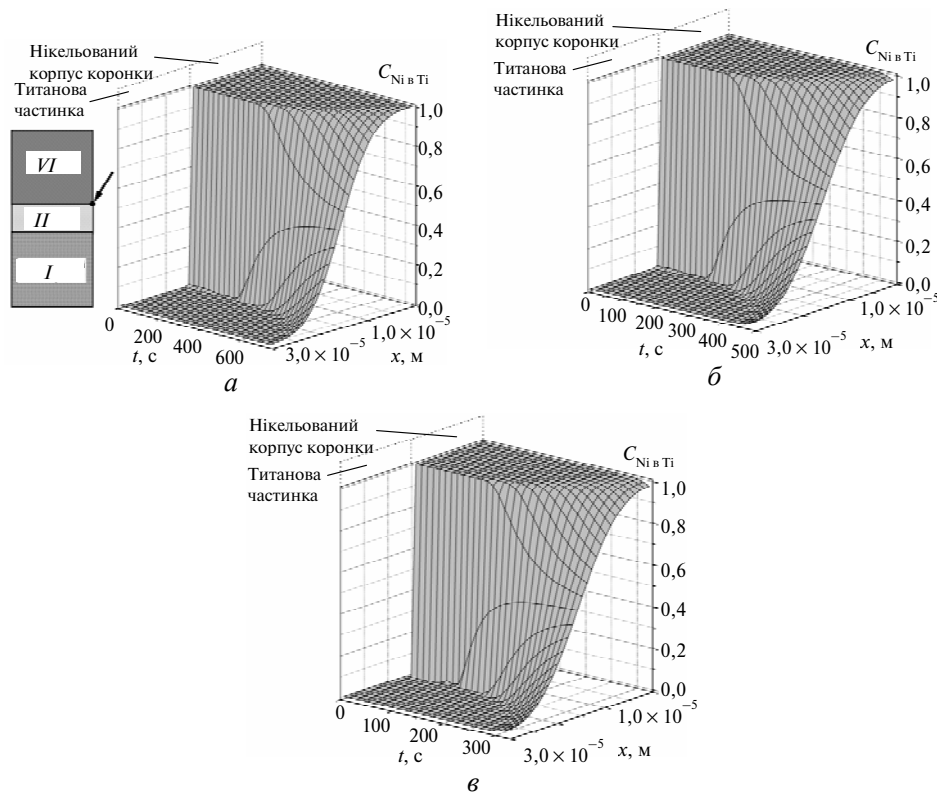 Нікельований
корпус коронки
Титанова
частинка
C Ni в Ti
1,0
0,8
0,6
0,4
0,2
0,0
VI
II
I
0
200
400
600
t, с
3,0 × 10⁻⁵
1,0 × 10⁻⁵
x, м
а
Нікельований
корпус коронки
Титанова
частинка
C Ni в Ti
1,0
0,8
0,6
0,4
0,2
0,0
0
100
200
300
400
500
t, с
3,0 × 10⁻⁵
1,0 × 10⁻⁵
x, м
б
Нікельований
корпус коронки
Титанова
частинка
C Ni в Ti
1,0
0,8
0,6
0,4
0,2
0,0
0
100
200
300
t, с
3,0 × 10⁻⁵
1,0 × 10⁻⁵
x, м
в